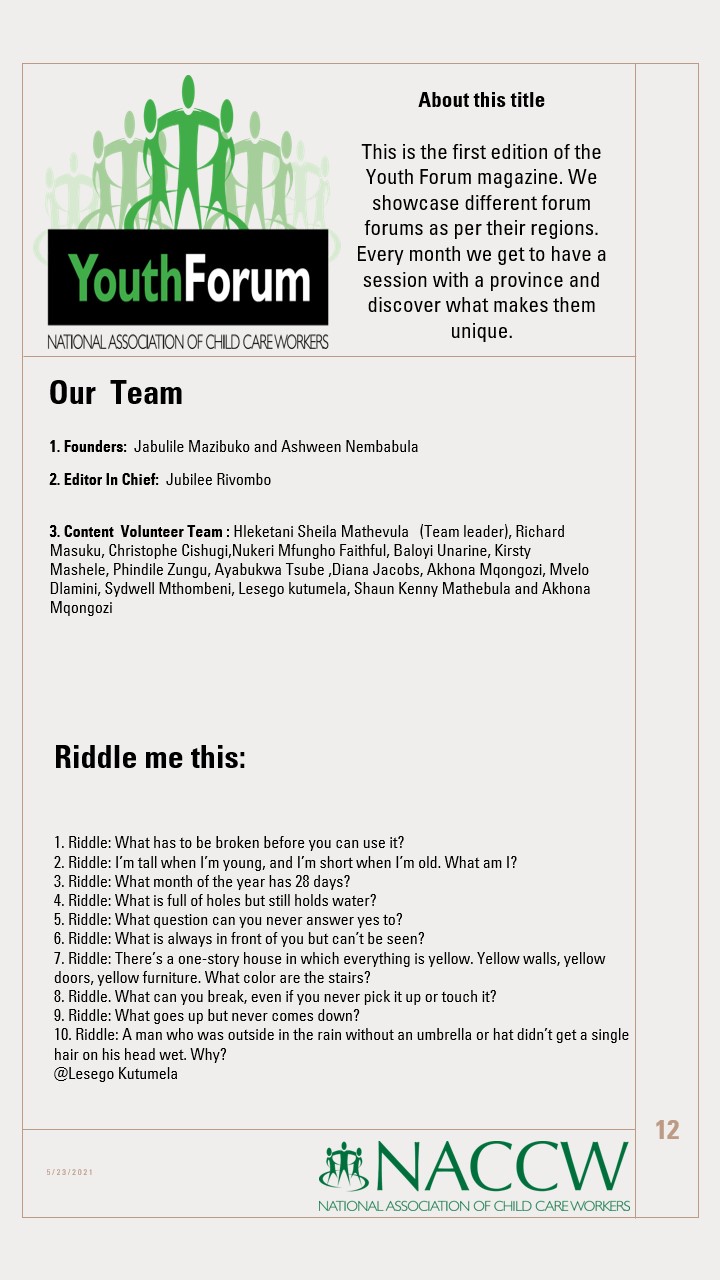 About this title
This is the first edition of the
Youth Forum magazine. We
showcase different forum
forums as per their regions.
Every month we get to have a
session with a province and
discover what makes them
unique.
YouthForum
NATIONAL ASSOCIATION OF CHILD CARE WORKERS
Our Team
1. Founders: Jabulile Mazibuko and Ashween Nembabula
2. Editor In Chief: Jubilee Rivombo
3. Content Volunteer Team : Hleketani Sheila Mathevula (Team leader), Richard
Masuku, Christophe Cishugi,Nukeri Mfungho Faithful, Baloyi Unarine, Kirsty
Mashele, Phindile Zungu, Ayabukwa Tsube ,Diana Jacobs, Akhona Mqongozi, Mvelo
Dlamini, Sydwell Mthombeni, Lesego kutumela, Shaun Kenny Mathebula and Akhona
Mqongozi
Riddle me this:
1. Riddle: What has to be broken before you can use it?
2. Riddle: I’m tall when I’m young, and I’m short when I’m old. What am I?
3. Riddle: What month of the year has 28 days?
4. Riddle: What is full of holes but still holds water?
5. Riddle: What question can you never answer yes to?
6. Riddle: What is always in front of you but can’t be seen?
7. Riddle: There’s a one-story house in which everything is yellow. Yellow walls, yellow
doors, yellow furniture. What color are the stairs?
8. Riddle. What can you break, even if you never pick it up or touch it?
9. Riddle: What goes up but never comes down?
10. Riddle: A man who was outside in the rain without an umbrella or hat didn’t get a single
hair on his head wet. Why?
@Lesego Kutumela
12
5/23/2021
NACCW
NATIONAL ASSOCIATION OF CHILD CARE WORKERS